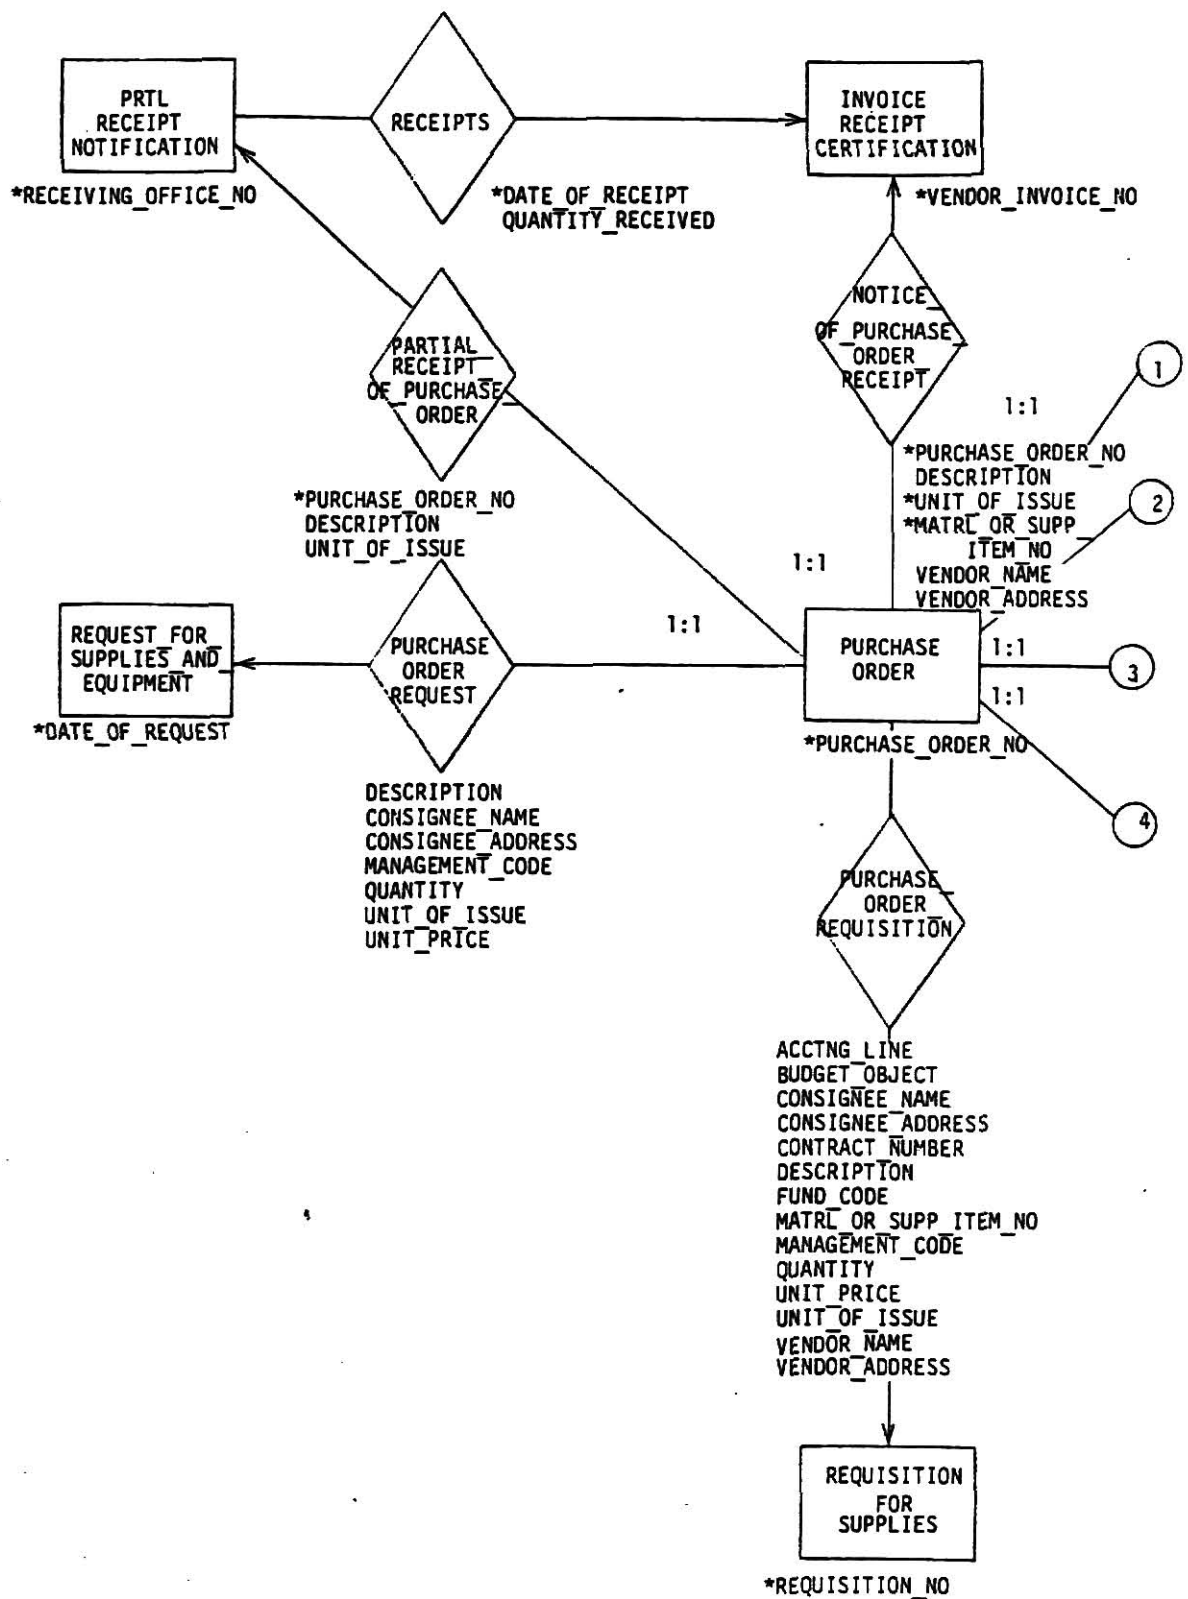 PRTL
RECEIPT
NOTIFICATION
*RECEIVING_OFFICE_NO
RECEIPTS
*DATE_OF_RECEIPT
QUANTITY_RECEIVED
INVOICE
RECEIPT
CERTIFICATION
*VENDOR_INVOICE_NO
NOTICE_
OF_PURCHASE_
ORDER_
RECEIPT
1:1
1
*PURCHASE_ORDER_NO
DESCRIPTION
*UNIT_OF_ISSUE
*MATRL_OR_SUPP_
ITEM_NO
VENDOR_NAME
VENDOR_ADDRESS
2
PARTIAL_
RECEIPT_
OF_PURCHASE_
ORDER
*PURCHASE_ORDER_NO
DESCRIPTION
UNIT_OF_ISSUE
1:1
REQUEST_FOR_
SUPPLIES_AND_
EQUIPMENT
*DATE_OF_REQUEST
PURCHASE
ORDER
REQUEST
1:1
PURCHASE
ORDER
1:1
3
1:1
4
*PURCHASE_ORDER_NO
DESCRIPTION
CONSIGNEE_NAME
CONSIGNEE_ADDRESS
MANAGEMENT_CODE
QUANTITY
UNIT_OF_ISSUE
UNIT_PRICE
PURCHASE_
ORDER_
REQUISITION
ACCTNG_LINE
BUDGET_OBJECT
CONSIGNEE_NAME
CONSIGNEE_ADDRESS
CONTRACT_NUMBER
DESCRIPTION
FUND_CODE
MATRL_OR_SUPP_ITEM_NO
MANAGEMENT_CODE
QUANTITY
UNIT_PRICE
UNIT_OF_ISSUE
VENDOR_NAME
VENDOR_ADDRESS
REQUISITION
FOR
SUPPLIES
*REQUISITION_NO